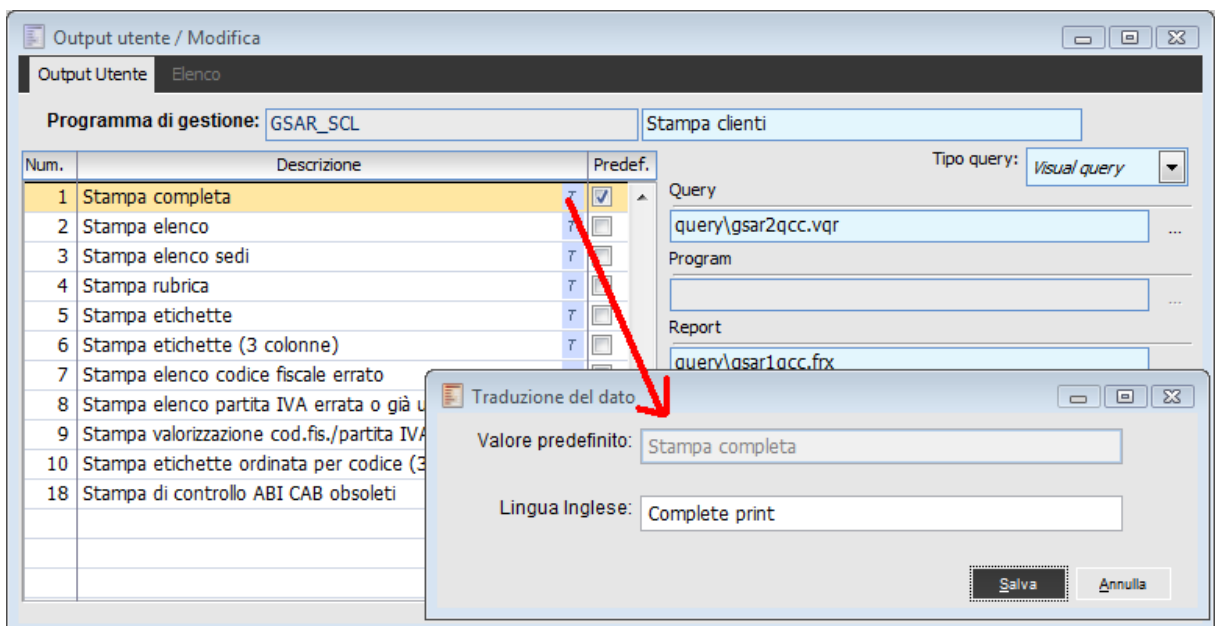 Output utente / Modifica
Output Utente Elenco
Programma di gestione: GSAR_SCL Stampa clienti
Num. Descrizione Predef. Tipo query: Visual query
1 Stampa completa T
Query
2 Stampa elenco T query\gsar2qcc.vqr ...
3 Stampa elenco sedi T Program
4 Stampa rubrica T ...
5 Stampa etichette T Report
6 Stampa etichette (3 colonne) T query\gsar1qcc.frx
7 Stampa elenco codice fiscale errato
8 Stampa elenco partita IVA errata o già
9 Stampa valorizzazione cod.fis./partita IVA
10 Stampa etichette ordinata per codice (3
18 Stampa di controllo ABI CAB obsoleti
Traduzione del dato
Valore predefinito: Stampa completa
Lingua Inglese: Complete print
Salva Annulla